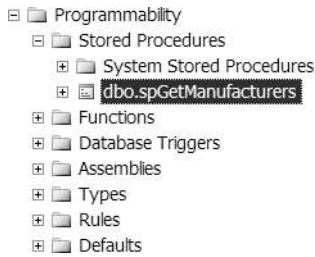 Programmability
Stored Procedures
System Stored Procedures
dbo.spGetManufacturers
Functions
Database Triggers
Assemblies
Types
Rules
Defaults